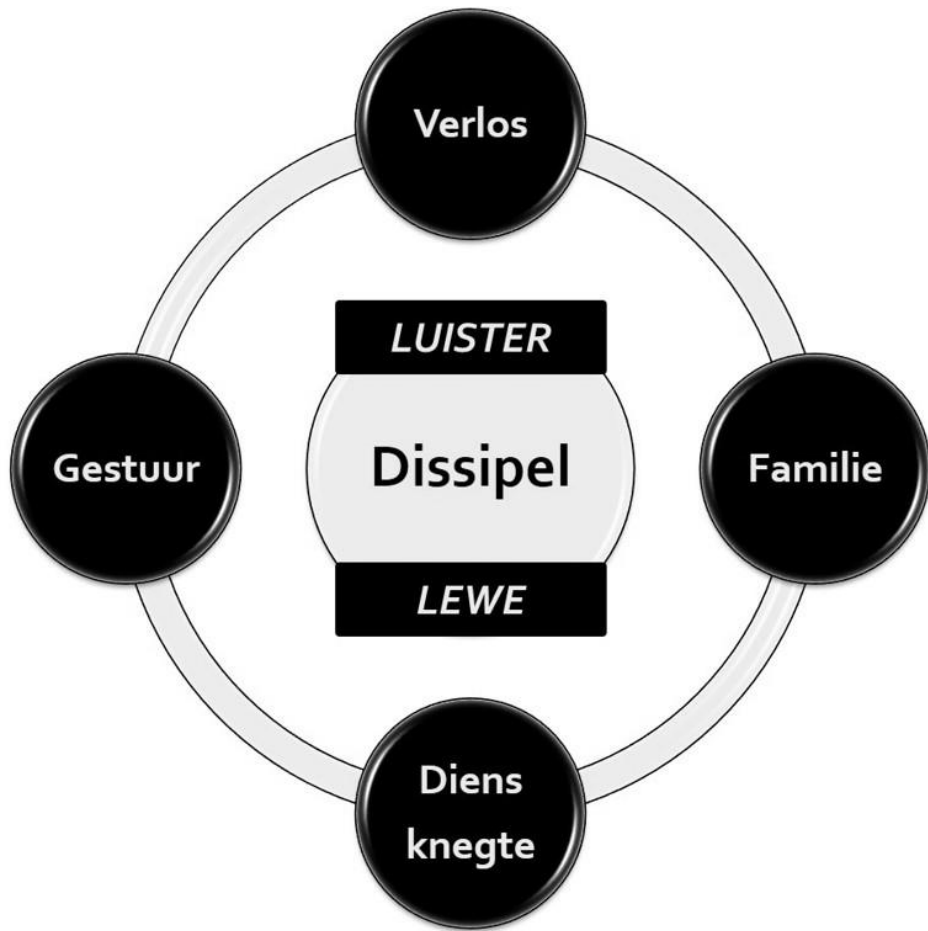 Verlos
LUISTER
Gestuur
Dissipel
Familie
LEWE
Diens
knegte